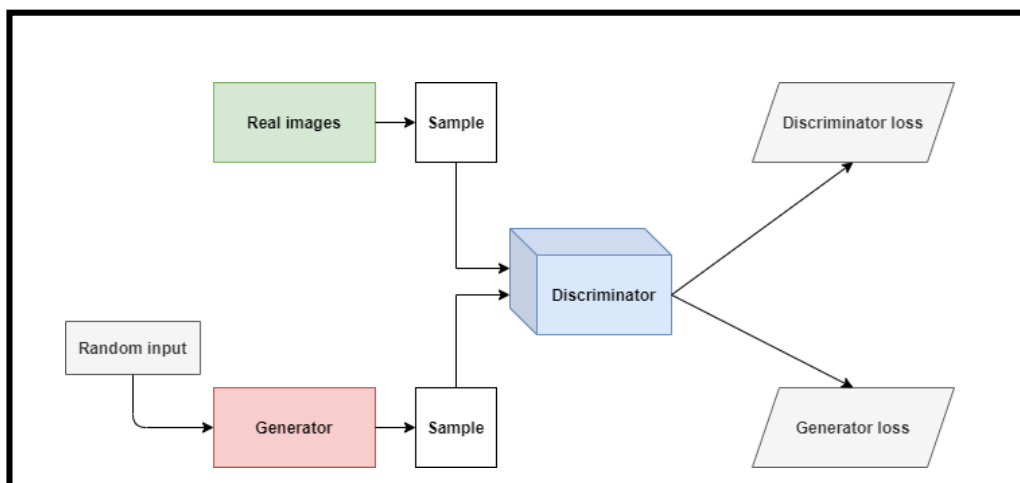 Real images
Sample
Discriminator loss
Discriminator
Random input
Generator
Sample
Generator loss